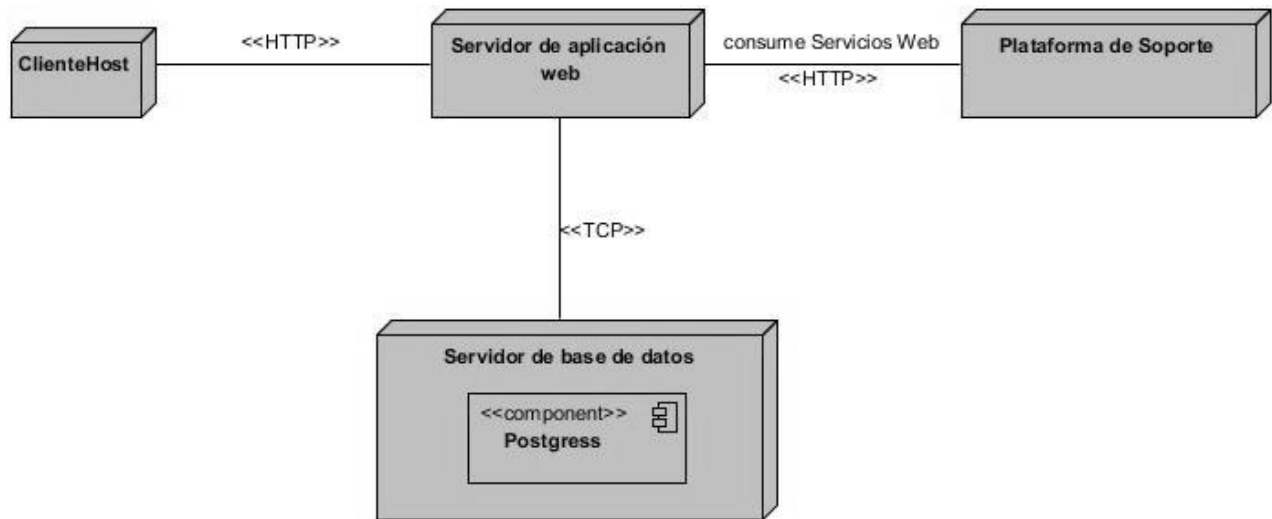 ClienteHost
<<HTTP>>
Servidor de aplicación
web
consume Servicios Web
<<HTTP>>
Plataforma de Soporte
<<TCP>>
Servidor de base de datos
<<component>>
Postgress